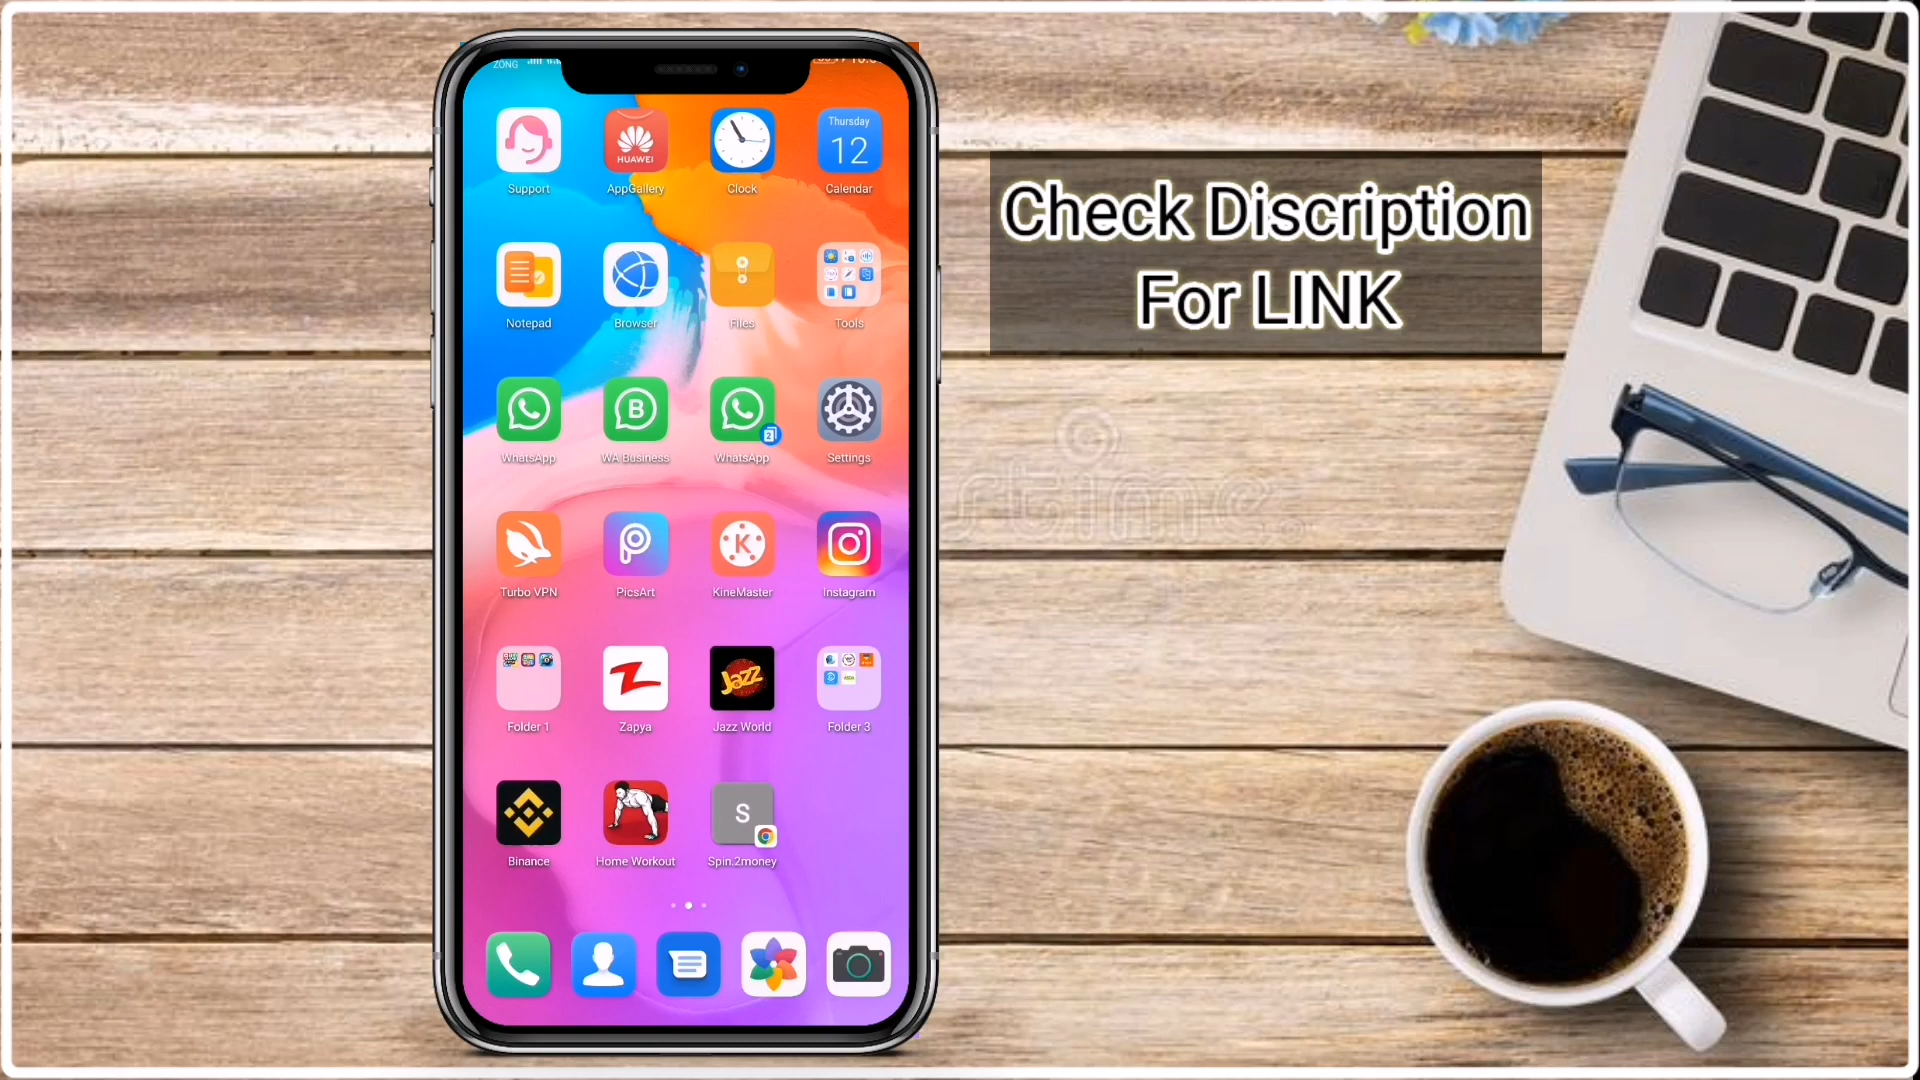 ZONG
Support
HUAWEI
AppGallery
Clock
Thursday
12
Calendar
Check Discription
For LINK
Notepad
Browser
Files
Tools
WhatsApp
B
WA Business
2
WhatsApp
Settings
Turbo VPN
PicsArt
K
KineMaster
Instagram
Folder 1
Zapya
Jazz
Jazz World
Folder 3
Binance
Home Workout
S
Spin.2money